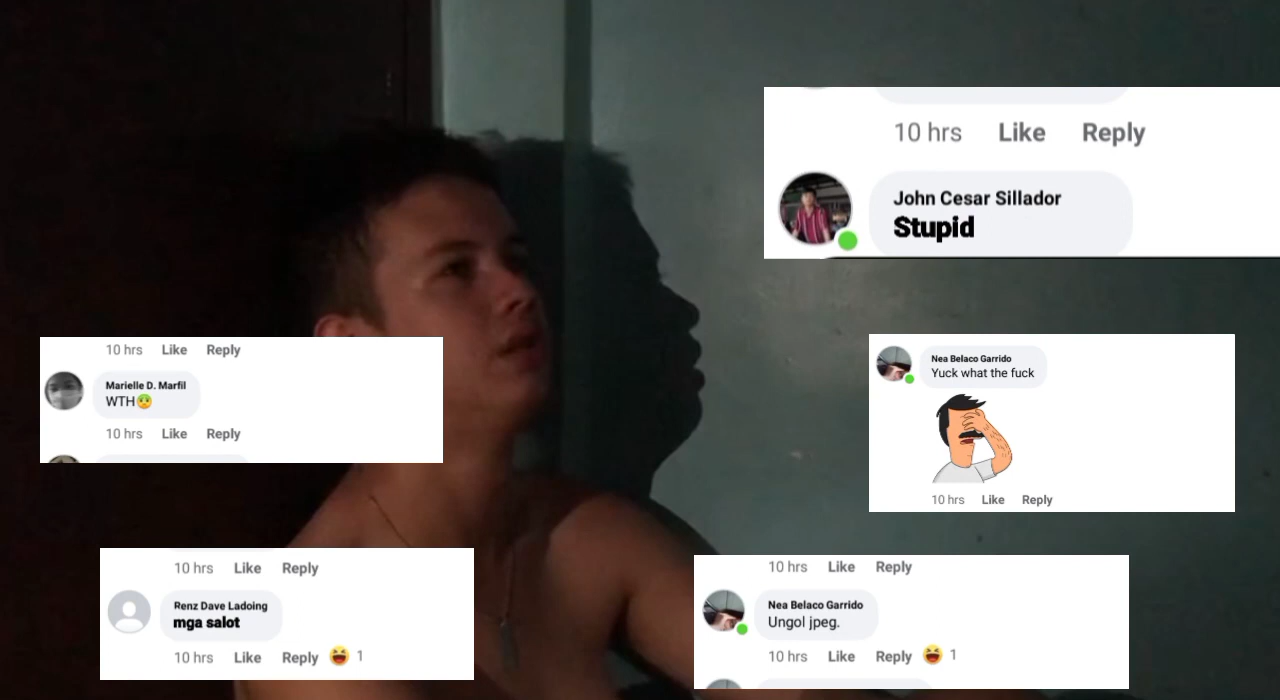 10 hrs Like Reply
John Cesar Sillador
Stupid
10 hrs Like Reply
Marielle D. Marfil
WTH😨
10 hrs Like Reply
Nea Belaco Garrido
Yuck what the fuck
10 hrs Like Reply
10 hrs Like Reply
Renz Dave Ladoing
mga salot
10 hrs Like Reply 😆 1
10 hrs Like Reply
Nea Belaco Garrido
Ungol jpeg.
10 hrs Like Reply 😆 1